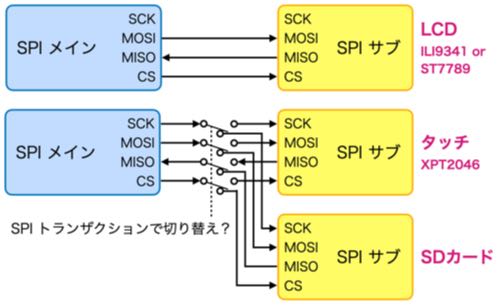 SPI メイン
SCK
MOSI
MISO
CS
SCK
MOSI
MISO
CS
SPI サブ
LCD
ILI9341 or
ST7789
SPI メイン
SCK
MOSI
MISO
CS
SCK
MOSI
MISO
CS
SPI サブ
タッチ
XPT2046
SPI トランザクションで切り替え？
SCK
MOSI
MISO
CS
SPI サブ
SDカード